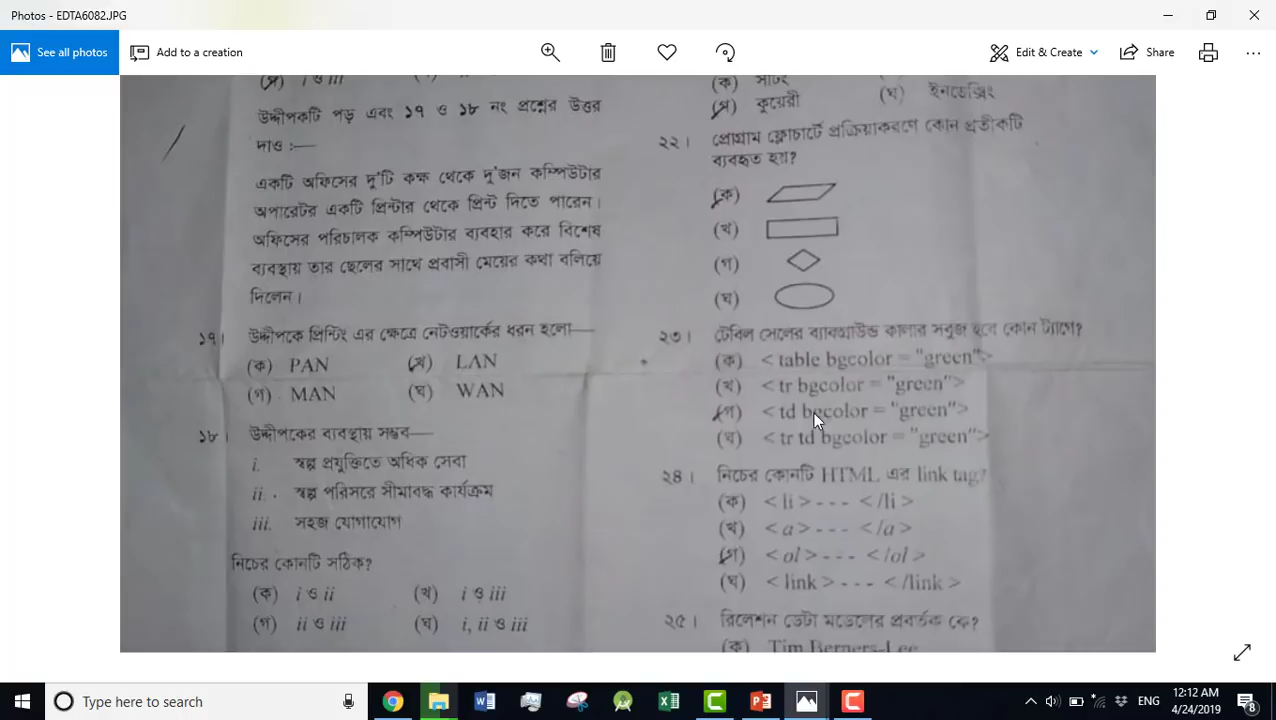 Photos - EDTA6082.JPG
See all photos
Add to a creation
Edit & Create
Share
উদ্দীপকটি পড় এবং ১৭ ও ১৮ নং প্রশ্নের উত্তর
দাও :—
একটি অফিসের দু'টি কক্ষ থেকে দু'জন কম্পিউটার
অপারেটর একটি প্রিন্টার থেকে প্রিন্ট দিতে পারেন।
অফিসের পরিচালক কম্পিউটার ব্যবহার করে বিশেষ
ব্যবস্থায় তার ছেলের সাথে প্রবাসী মেয়ের কথা বলিয়ে
দিলেন।
১৭। উদ্দীপকে প্রিন্টিং এর ক্ষেত্রে নেটওয়ার্কের ধরন হলো—
(ক) PAN (খ) LAN
(গ) MAN (ঘ) WAN
১৮। উদ্দীপকের ব্যবস্থায় সম্ভব—
i. স্বল্প প্রযুক্তিতে অধিক সেবা
ii. স্বল্প পরিসরে সীমাবদ্ধ কার্যক্রম
iii. সহজ যোগাযোগ
নিচের কোনটি সঠিক?
(ক) i ও ii (খ) i ও iii
(গ) ii ও iii (ঘ) i, ii ও iii
(ক) সর্টিং
(গ) কুয়েরী (ঘ) ইনডেক্সিং
২২। প্রোগ্রাম ফ্লোচার্টে প্রক্রিয়াকরণে কোন প্রতীকটি
ব্যবহৃত হয়?
(ক)
(খ)
(গ)
(ঘ)
২৩। টেবিল সেলের ব্যাকগ্রাউন্ড কালার সবুজ হবে কোন ট্যাগে?
(ক) < table bgcolor = "green">
(খ) < tr bgcolor = "green">
(গ) < td bgcolor = "green">
(ঘ) < tr td bgcolor = "green">
২৪। নিচের কোনটি HTML এর link tag?
(ক) < li > - - - < /li >
(খ) < a > - - - < /a >
(গ) < ol > - - - < /ol >
(ঘ) < link > - - - < /link >
২৫। রিলেশন ডেটা মডেলের প্রবর্তক কে?
(ক) Tim Berners-Lee
Type here to search
ENG
12:12 AM
4/24/2019
8